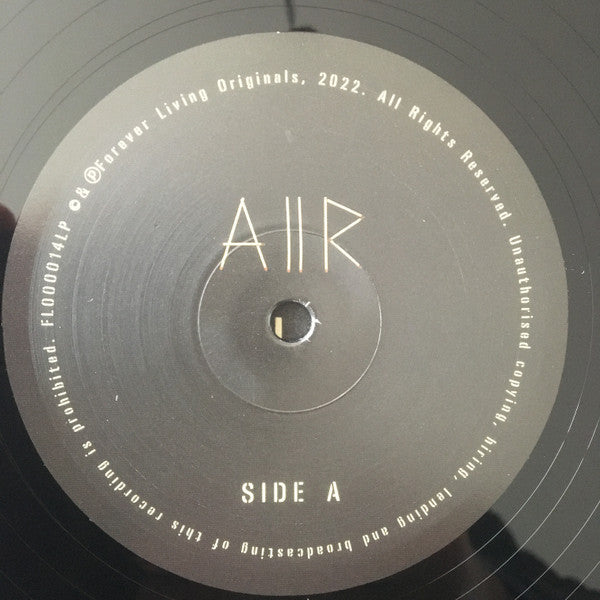 AIIR
SIDE A
©&℗Forever Living Originals, 2022. All Rights Reserved. Unauthorised copying, hiring, lending and broadcasting of this recording is prohibited. FLO00014LP